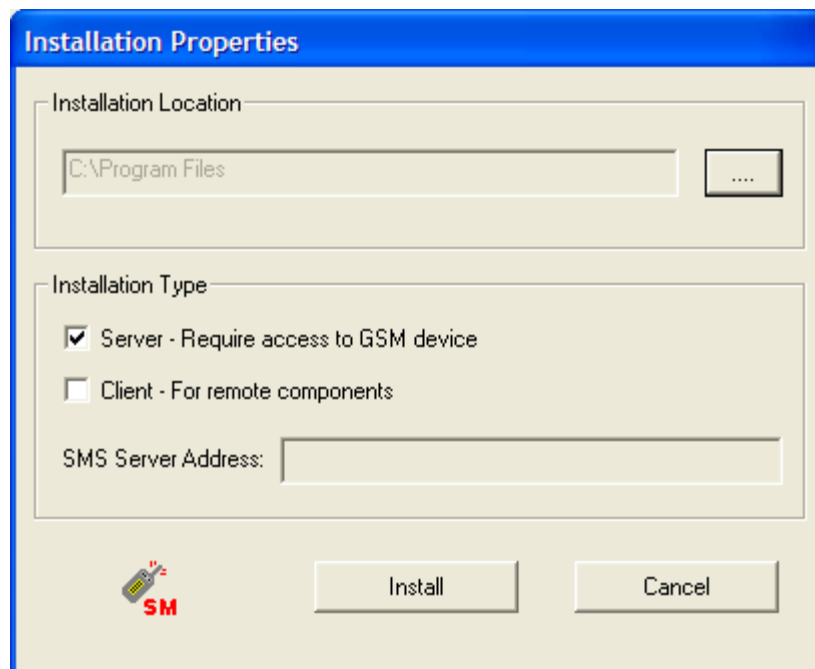 Installation Properties
Installation Location
C:\Program Files
....
Installation Type
Server - Require access to GSM device
Client - For remote components
SMS Server Address:
SM
Install
Cancel